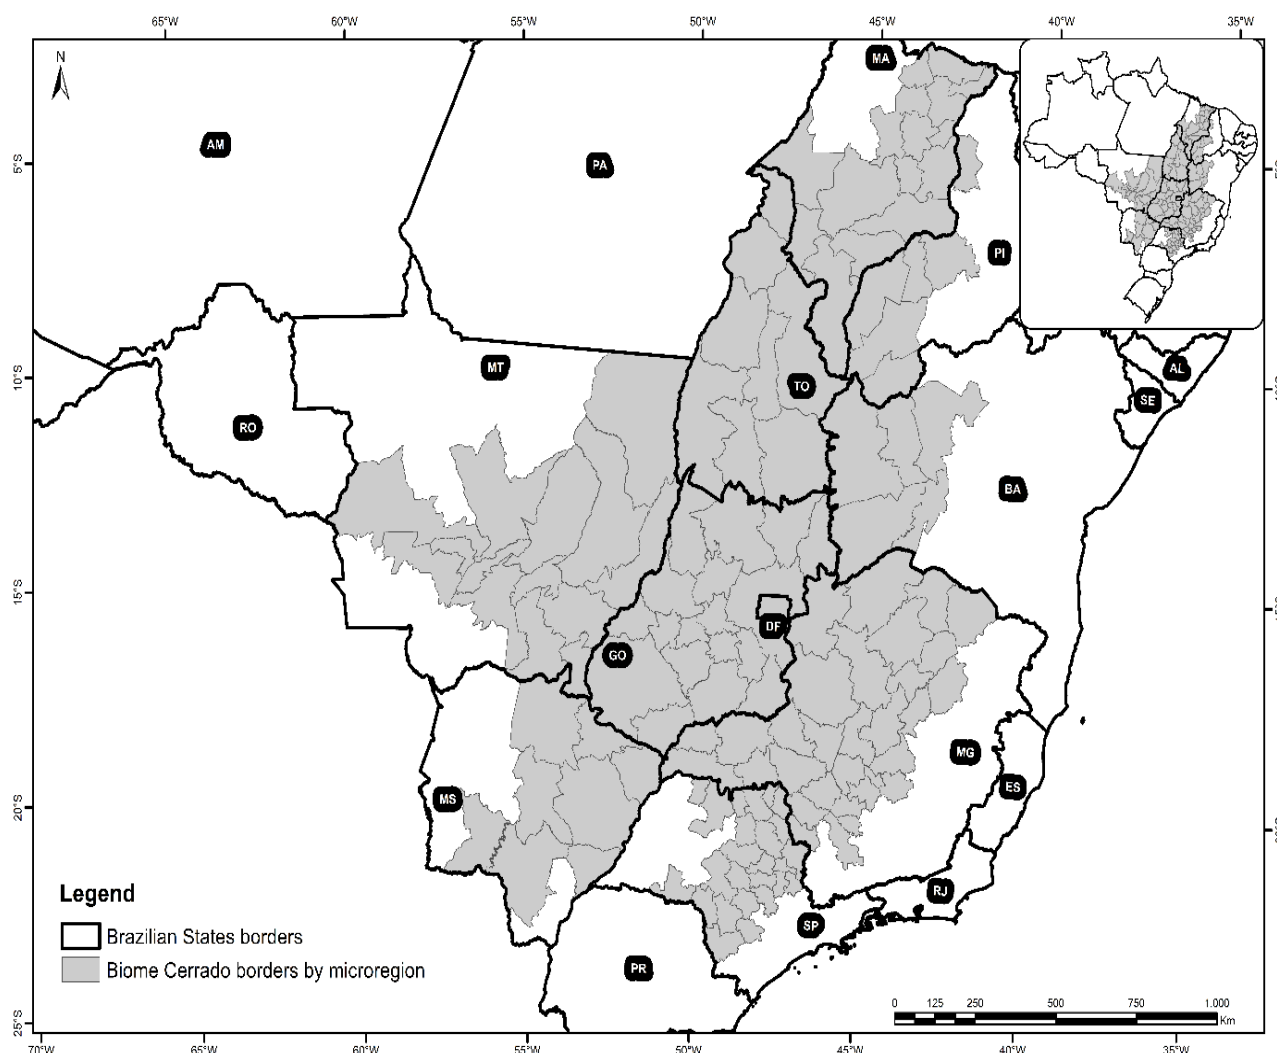 65°W 60°W 55°W 50°W 45°W 40°W 35°W
N
MA
AM
PA
5°S
PI
MT
TO
AL
10°S
SE
RO
BA
15°S
DF
GO
MG
ES
MS
20°S
RJ
SP
PR
Legend
Brazilian States borders
Biome Cerrado borders by microregion
0 125 250 500 750 1.000
Km
25°S
70°W 65°W 60°W 55°W 50°W 45°W 40°W 35°W